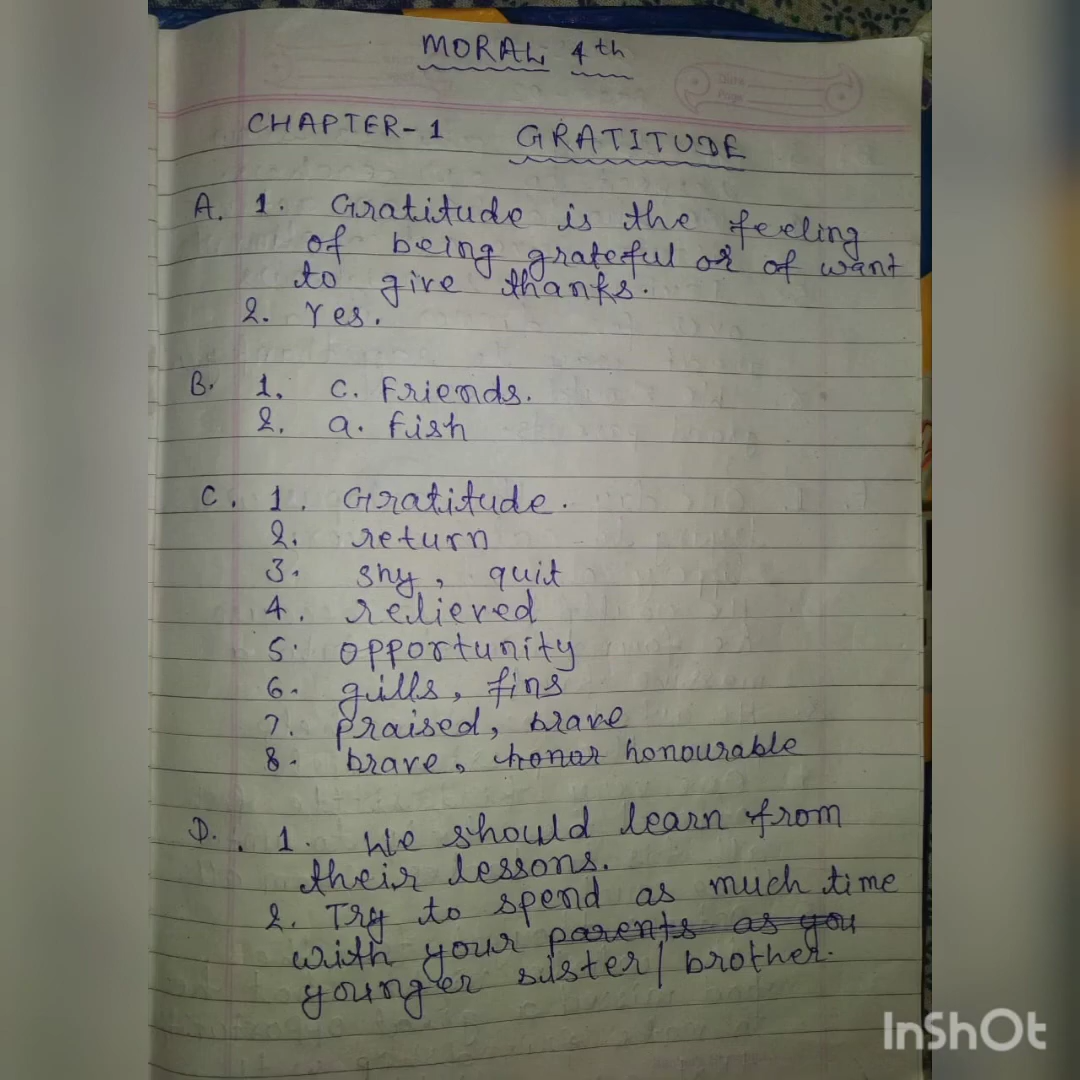 MORAL 4th
Date
Page
CHAPTER-1 GRATITUDE
A. 1. Gratitude is the feeling
of being grateful or of want
to give thanks.
2. Yes.
B. 1. c. Friends.
2. a. fish
C. 1. Gratitude.
2. return
3. shy, quit
4. relieved
5. opportunity
6. gills, fins
7. praised, brave
8. brave, honor honourable
D. 1. We should learn from
their lessons.
2. Try to spend as much time
with your parents as you
younger sister/brother.
InShOt